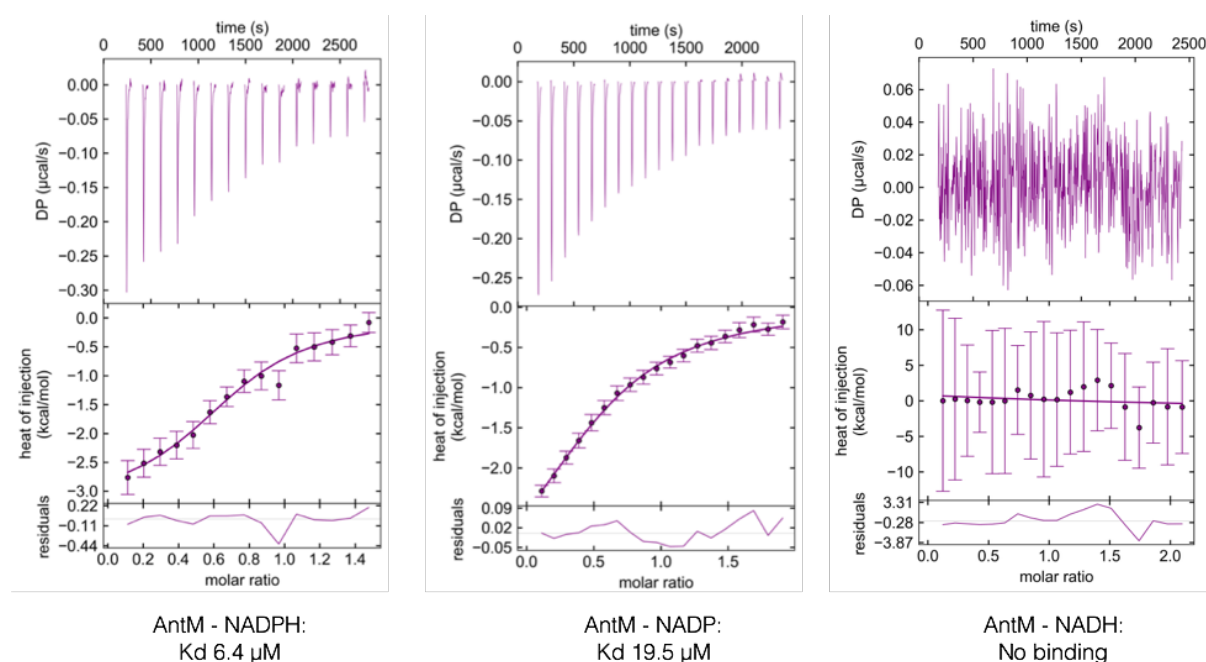 time (s)
0 500 1000 1500 2000 2500
0.00
−0.05
−0.10
−0.15
−0.20
−0.25
−0.30
DP (µcal/s)
0.0
−0.5
−1.0
−1.5
−2.0
−2.5
−3.0
heat of injection
(kcal/mol)
0.22
−0.11
−0.44
residuals
0.0 0.2 0.4 0.6 0.8 1.0 1.2 1.4
molar ratio
AntM - NADPH:
Kd 6.4 µM
time (s)
0 500 1000 1500 2000
0.00
−0.05
−0.10
−0.15
−0.20
−0.25
DP (µcal/s)
0.0
−0.5
−1.0
−1.5
−2.0
heat of injection
(kcal/mol)
0.09
0.02
−0.05
residuals
0.0 0.5 1.0 1.5
molar ratio
AntM - NADP:
Kd 19.5 µM
time (s)
0 500 1000 1500 2000 2500
0.06
0.04
0.02
0.00
−0.02
−0.04
−0.06
DP (µcal/s)
10
5
0
−5
−10
heat of injection
(kcal/mol)
3.31
−0.28
−3.87
residuals
0.0 0.5 1.0 1.5 2.0
molar ratio
AntM - NADH:
No binding